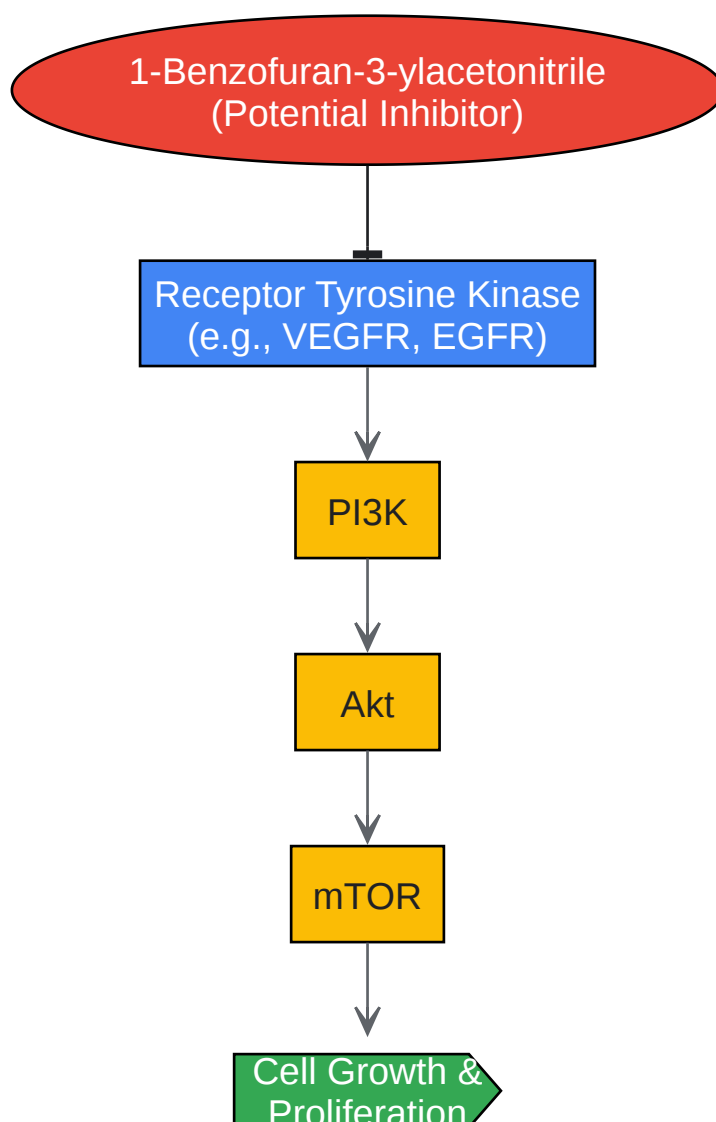 1-Benzofuran-3-ylacetonitrile
(Potential Inhibitor)
Receptor Tyrosine Kinase
(e.g., VEGFR, EGFR)
PI3K
Akt
mTOR
Cell Growth &
Proliferation